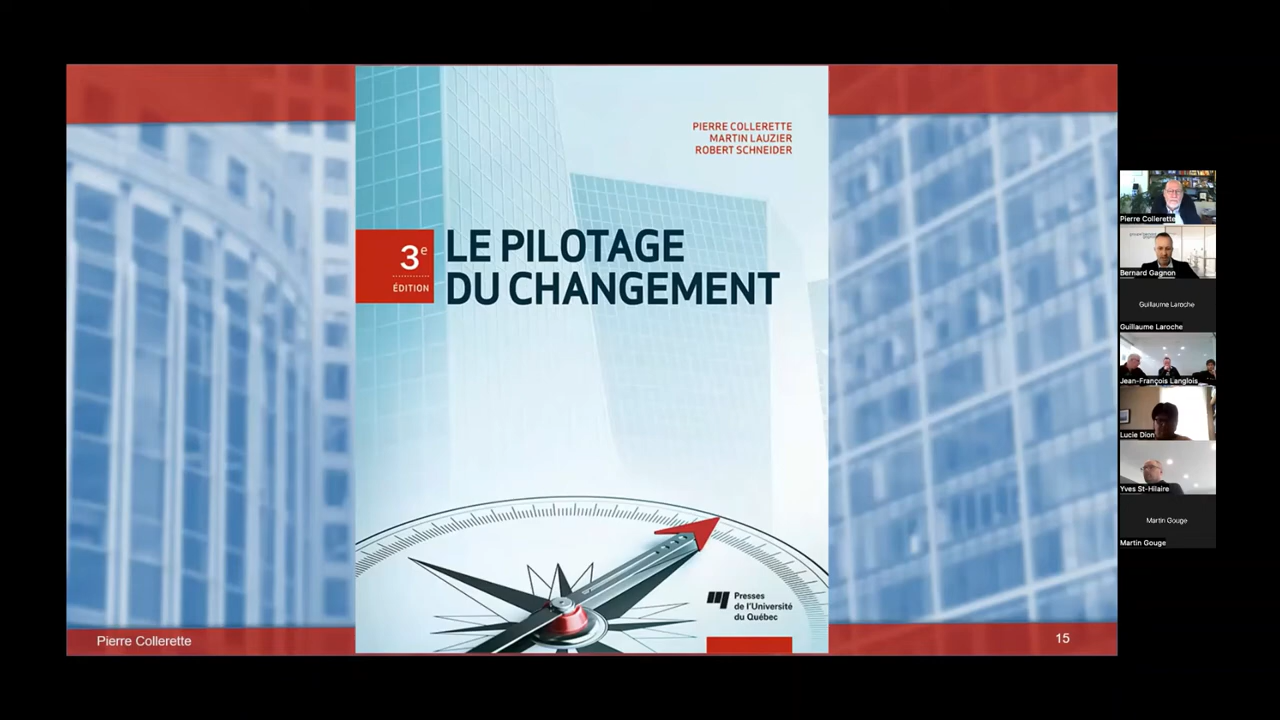 PIERRE COLLERETTE
MARTIN LAUZIER
ROBERT SCHNEIDER
3e
ÉDITION
LE PILOTAGE
DU CHANGEMENT
Presses
de l'Université
du Québec
Pierre Collerette
15
Pierre Collerette
Bernard Gagnon
Guillaume Laroche
Guillaume Laroche
Jean-François Langlois
Lucie Dion
Yves St-Hilaire
Martin Gouge
Martin Gouge